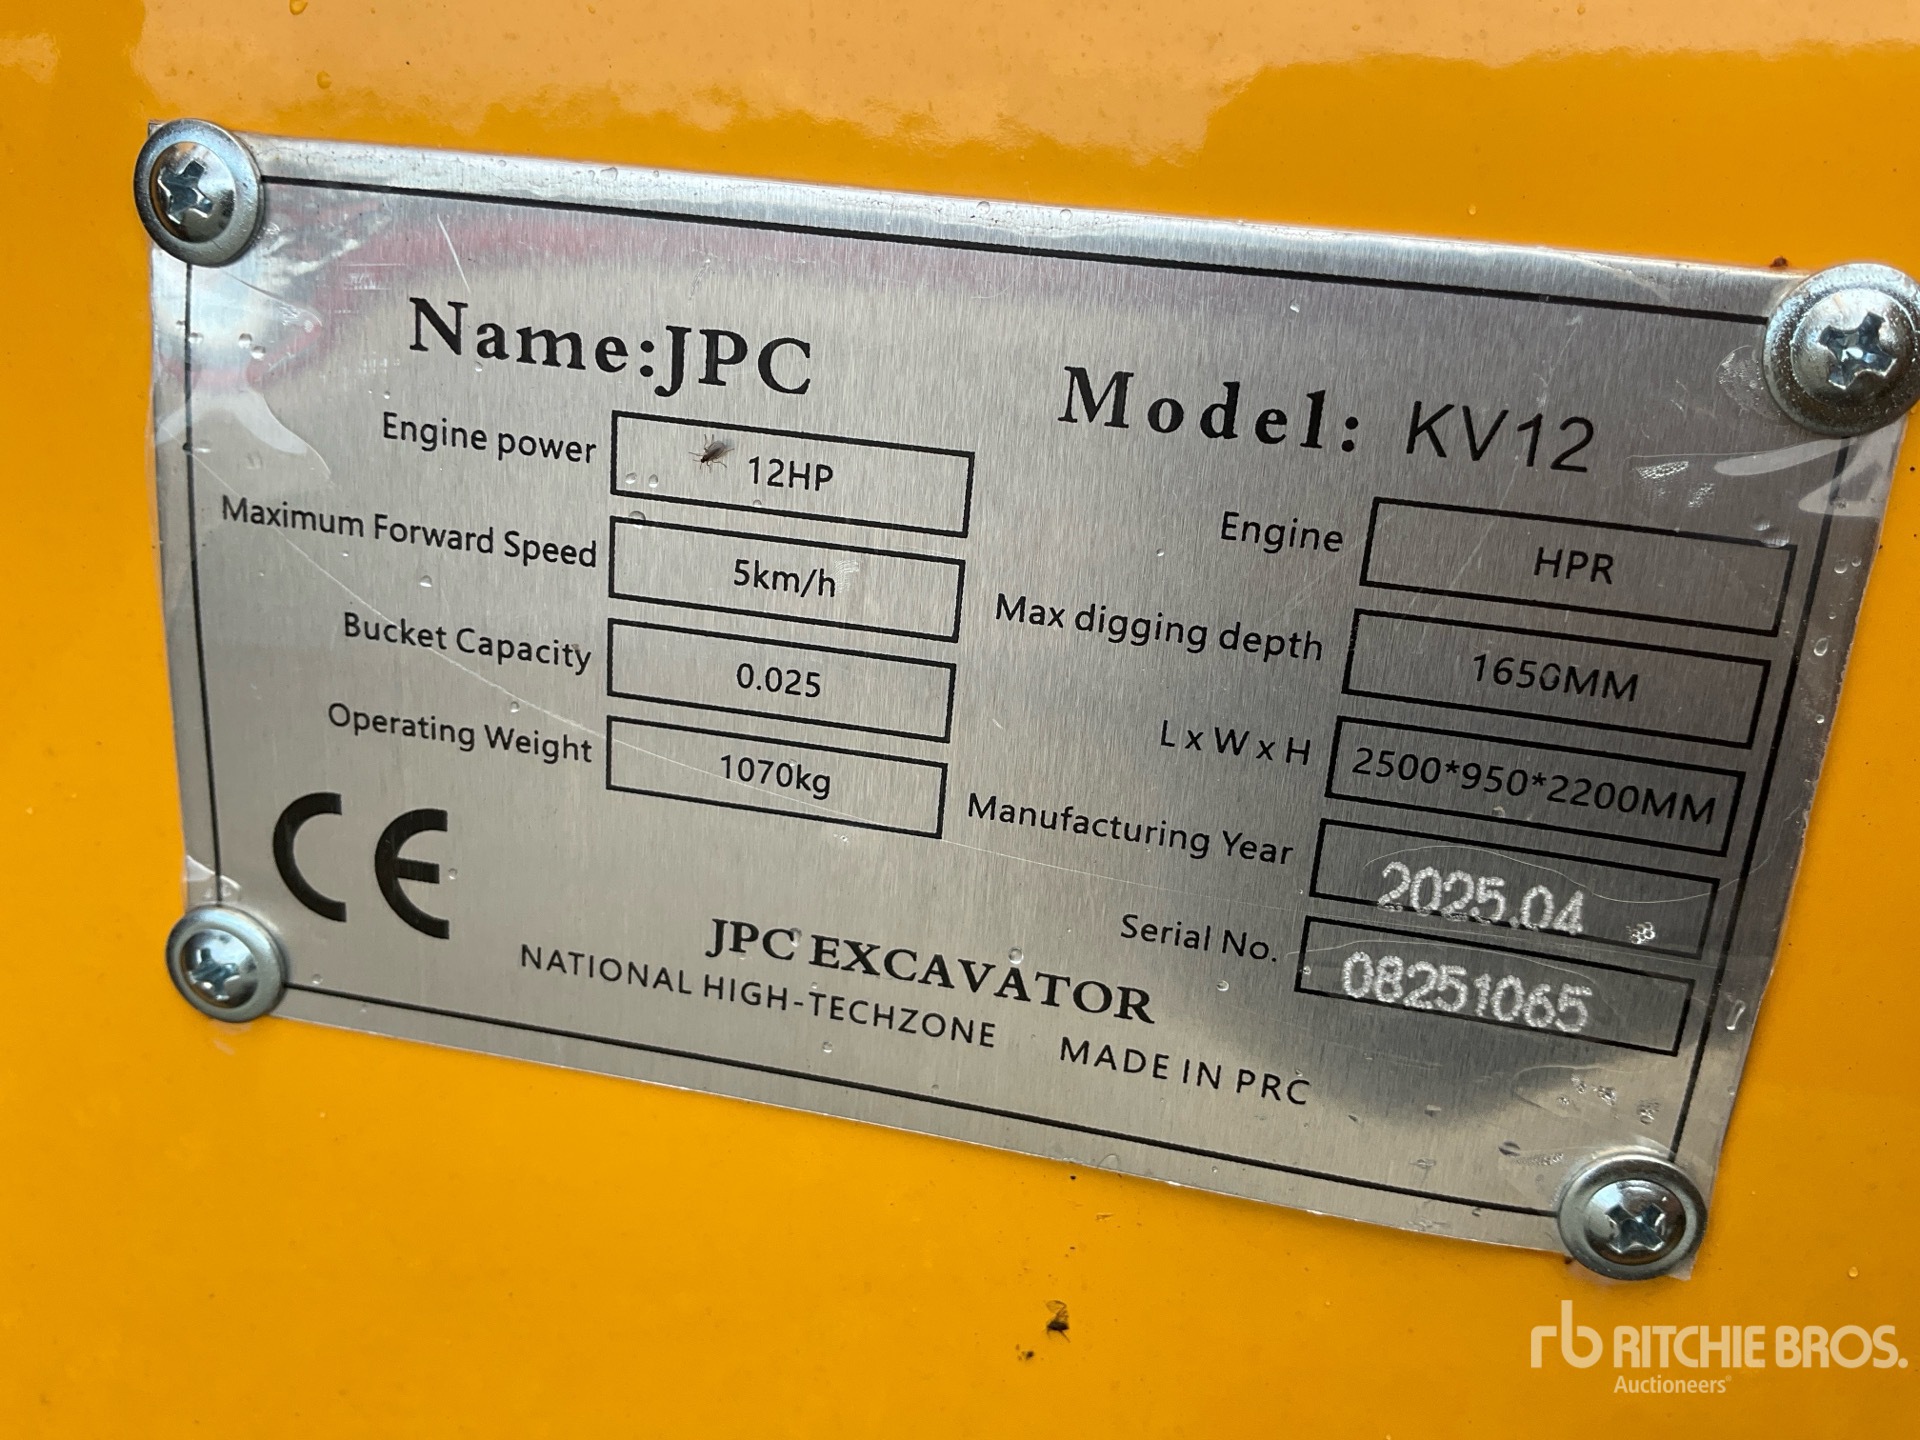 Name:JPC
Model: KV12
Engine power 12HP
Maximum Forward Speed 5km/h
Bucket Capacity 0.025
Operating Weight 1070kg
Engine HPR
Max digging depth 1650MM
L x W x H 2500*950*2200MM
Manufacturing Year 2025.04
Serial No. 08251065
CE
JPC EXCAVATOR
NATIONAL HIGH-TECHZONE MADE IN PRC
rb RITCHIE BROS.
Auctioneers